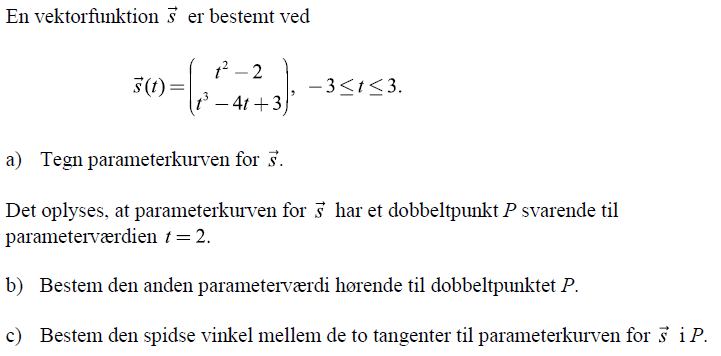 En vektorfunktion s⃗ er bestemt ved
s⃗(t) = (t² − 2
t³ − 4t + 3), −3 ≤ t ≤ 3.
a) Tegn parameterkurven for s⃗.
Det oplyses, at parameterkurven for s⃗ har et dobbeltpunkt P svarende til
parameterværdien t = 2.
b) Bestem den anden parameterværdi hørende til dobbeltpunktet P.
c) Bestem den spidse vinkel mellem de to tangenter til parameterkurven for s⃗ i P.